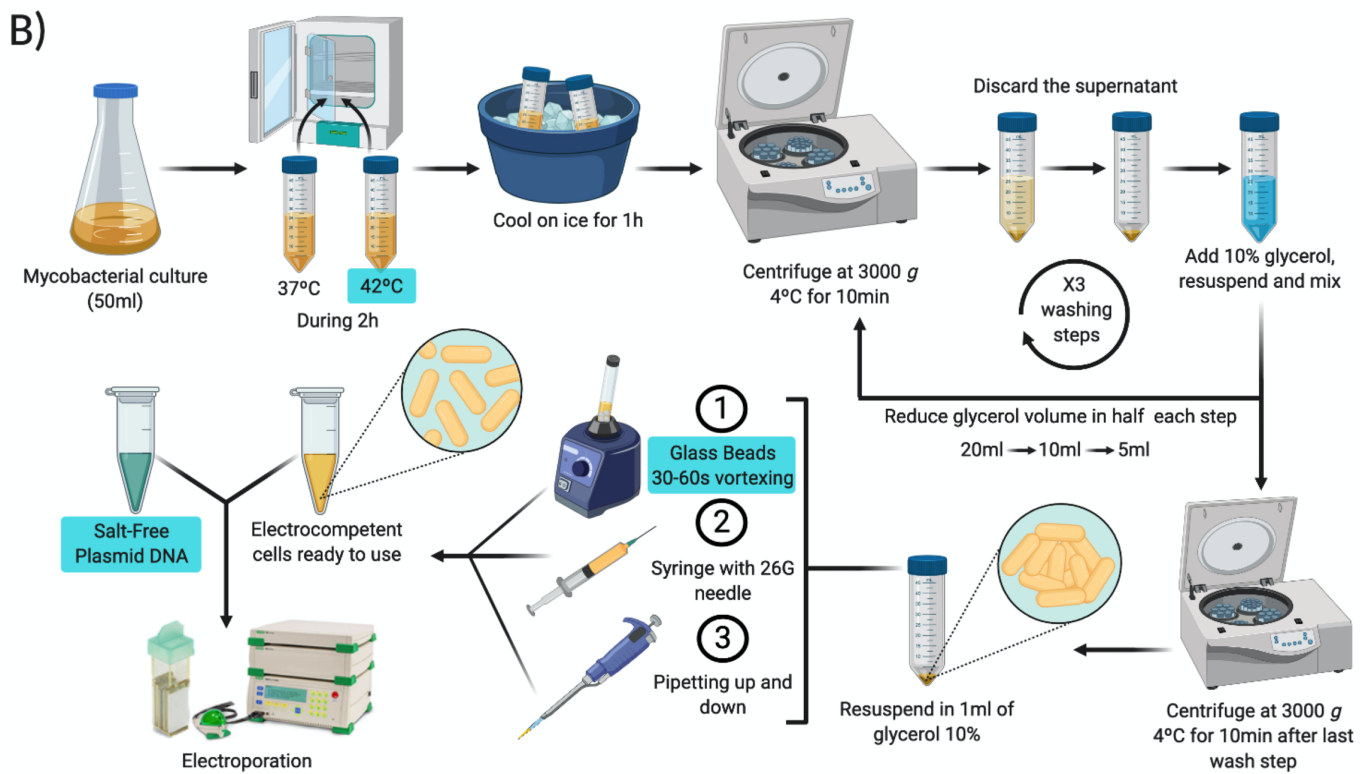 B)
Mycobacterial culture
(50ml)
37ºC
42ºC
During 2h
Cool on ice for 1h
Centrifuge at 3000 g
4ºC for 10min
Discard the supernatant
X3
washing
steps
Add 10% glycerol,
resuspend and mix
Reduce glycerol volume in half each step
20ml
10ml
5ml
Centrifuge at 3000 g
4ºC for 10min after last
wash step
Resuspend in 1ml of
glycerol 10%
1
Glass Beads
30-60s vortexing
2
Syringe with 26G
needle
3
Pipetting up and
down
Electrocompetent
cells ready to use
Salt-Free
Plasmid DNA
Electroporation